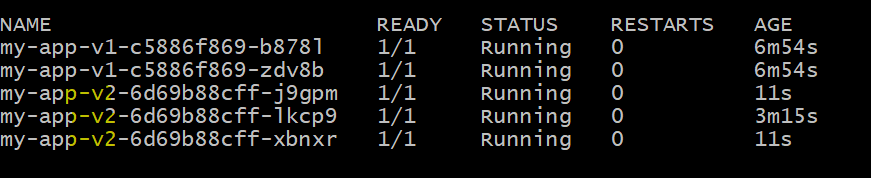 NAME READY STATUS RESTARTS AGE
my-app-v1-c5886f869-b878l 1/1 Running 0 6m54s
my-app-v1-c5886f869-zdv8b 1/1 Running 0 6m54s
my-app-v2-6d69b88cff-j9gpm 1/1 Running 0 11s
my-app-v2-6d69b88cff-lkcp9 1/1 Running 0 3m15s
my-app-v2-6d69b88cff-xbnxr 1/1 Running 0 11s